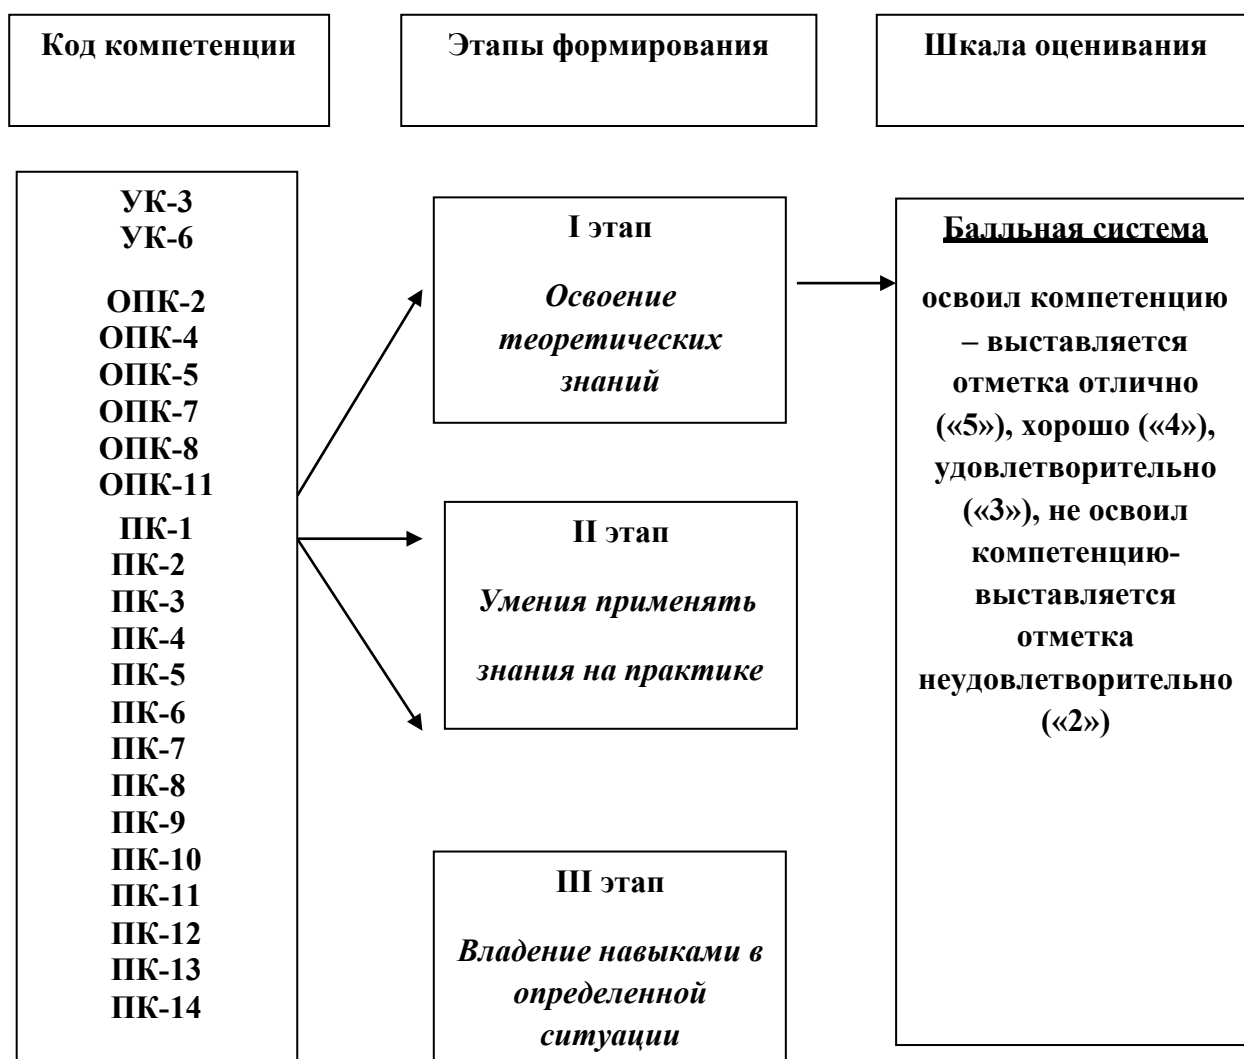 Код компетенции
Этапы формирования
Шкала оценивания
УК-3
УК-6
ОПК-2
ОПК-4
ОПК-5
ОПК-7
ОПК-8
ОПК-11
ПК-1
ПК-2
ПК-3
ПК-4
ПК-5
ПК-6
ПК-7
ПК-8
ПК-9
ПК-10
ПК-11
ПК-12
ПК-13
ПК-14
I этап
Освоение
теоретических
знаний
II этап
Умения применять
знания на практике
III этап
Владение навыками в
определенной
ситуации
Балльная система
освоил компетенцию
– выставляется
отметка отлично
(«5»), хорошо («4»),
удовлетворительно
(«3»), не освоил
компетенцию-
выставляется
отметка
неудовлетворительно
(«2»)